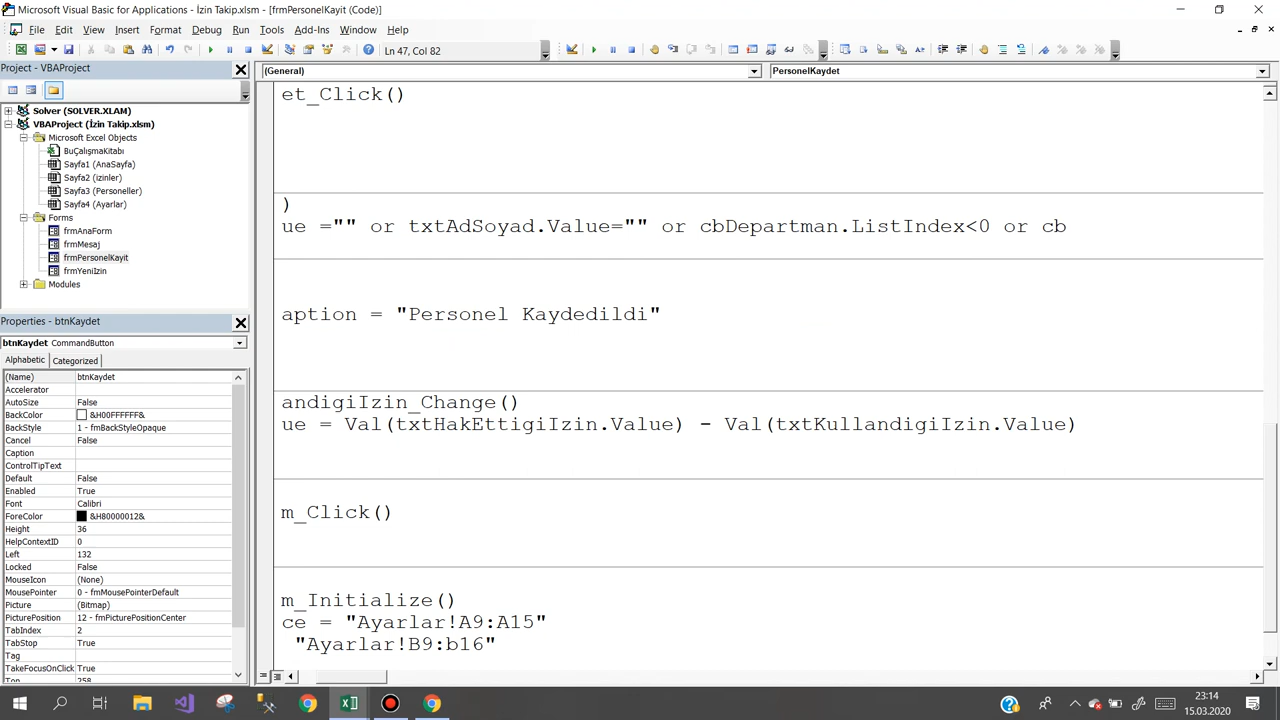 Microsoft Visual Basic for Applications - İzin Takip.xlsm - [frmPersonelKayit (Code)]
File Edit View Insert Format Debug Run Tools Add-Ins Window Help
Ln 47, Col 82
Project - VBAProject
(General)
PersonelKaydet
Solver (SOLVER.XLAM)
VBAProject (İzin Takip.xlsm)
Microsoft Excel Objects
BuÇalışmaKitabı
Sayfa1 (AnaSayfa)
Sayfa2 (izinler)
Sayfa3 (Personeller)
Sayfa4 (Ayarlar)
Forms
frmAnaForm
frmMesaj
frmPersonelKayit
frmYeniIzin
Modules
Properties - btnKaydet
btnKaydet CommandButton
Alphabetic Categorized
(Name) btnKaydet
Accelerator
AutoSize False
BackColor &H00FFFFFF&
BackStyle 1 - fmBackStyleOpaque
Cancel False
Caption
ControlTipText
Default False
Enabled True
Font Calibri
ForeColor &H80000012&
Height 36
HelpContextID 0
Left 132
Locked False
MouseIcon (None)
MousePointer 0 - fmMousePointerDefault
Picture (Bitmap)
PicturePosition 12 - fmPicturePositionCenter
TabIndex 2
TabStop True
Tag
TakeFocusOnClick True
Top 258
et_Click()
)
ue ="" or txtAdSoyad.Value="" or cbDepartman.ListIndex<0 or cb
aption = "Personel Kaydedildi"
andigiIzin_Change()
ue = Val(txtHakEttigiIzin.Value) - Val(txtKullandigiIzin.Value)
m_Click()
m_Initialize()
ce = "Ayarlar!A9:A15"
"Ayarlar!B9:b16"
23:14
15.03.2020